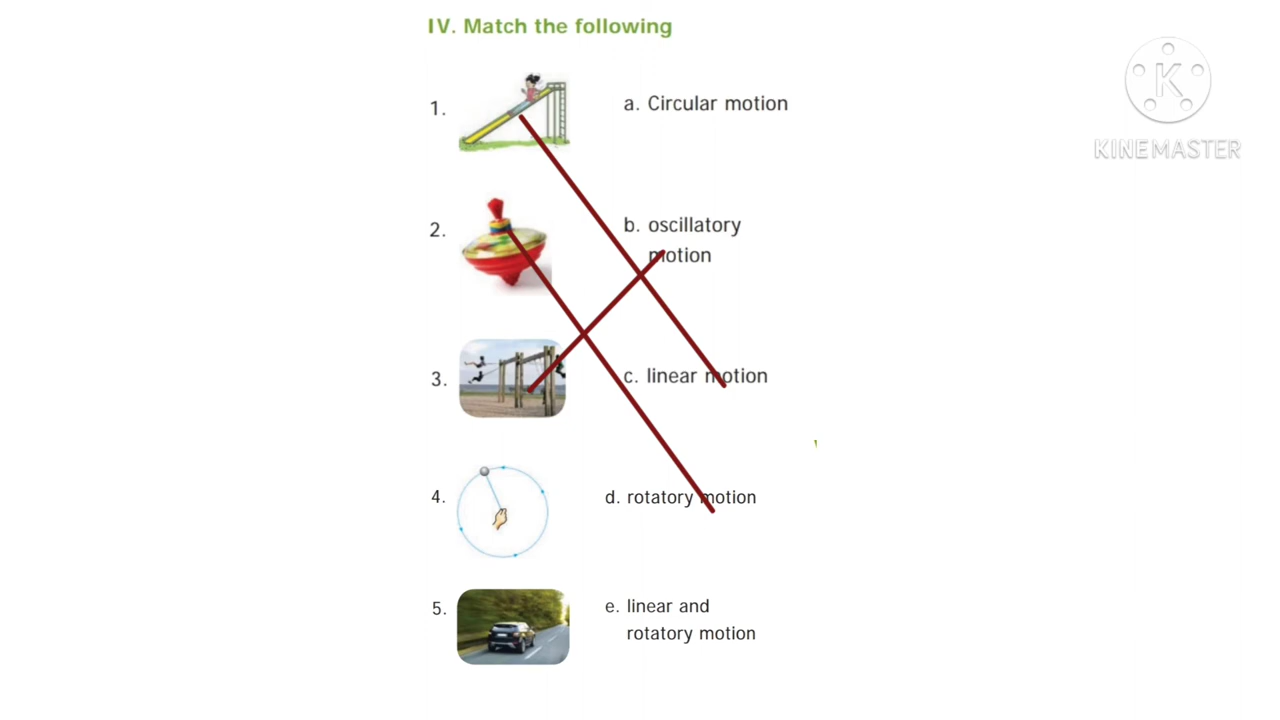 IV. Match the following
1.
a. Circular motion
2.
b. oscillatory
motion
3.
c. linear motion
4.
d. rotatory motion
5.
e. linear and
rotatory motion
K
KINEMASTER